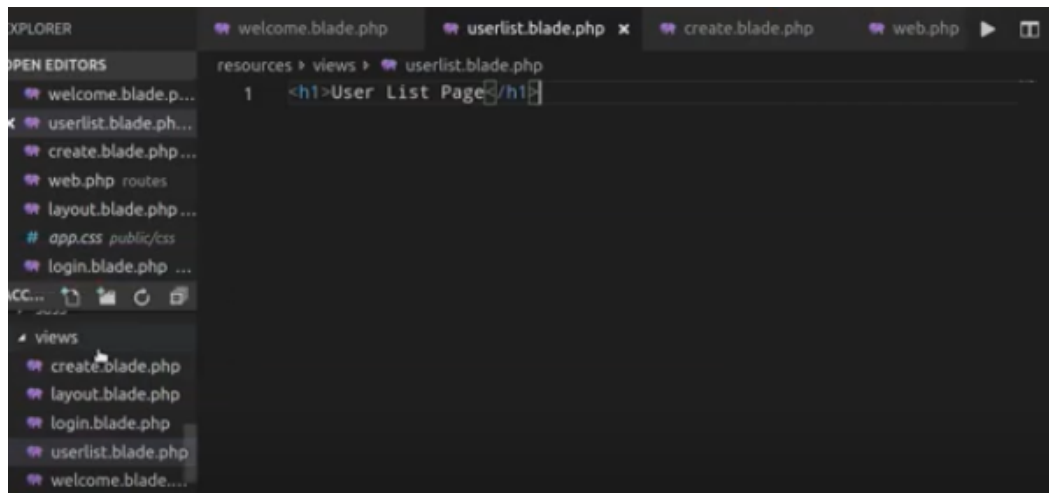 XPLORER
welcome.blade.php userlist.blade.php × create.blade.php web.php
OPEN EDITORS
resources views userlist.blade.php
1 <h1>User List Page</h1>
welcome.blade.p...
userlist.blade.ph...
create.blade.php...
web.php routes
layout.blade.php...
# app.css public/css
login.blade.php ...
ACC...
views
create.blade.php
layout.blade.php
login.blade.php
userlist.blade.php
welcome.blade....